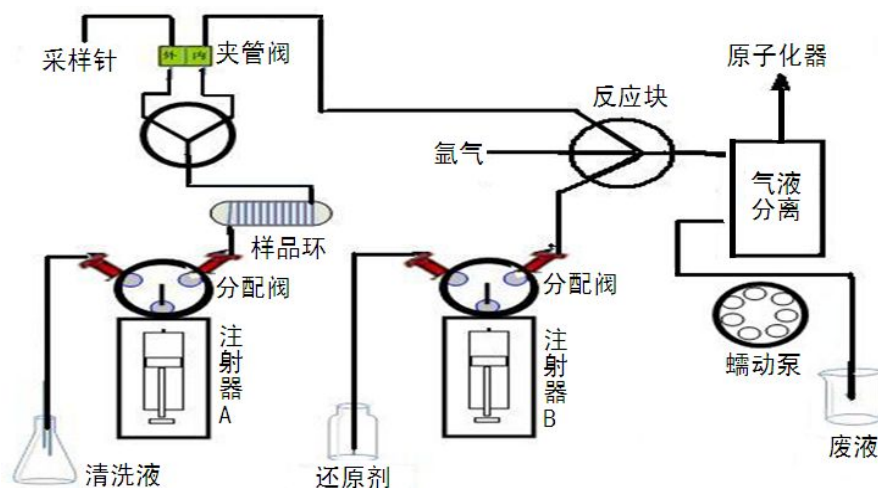 采样针
外 内
夹管阀
原子化器
反应块
氩气
气液
分离
样品环
分配阀
分配阀
注
射
器
A
注
射
器
B
蠕动泵
清洗液
还原剂
废液